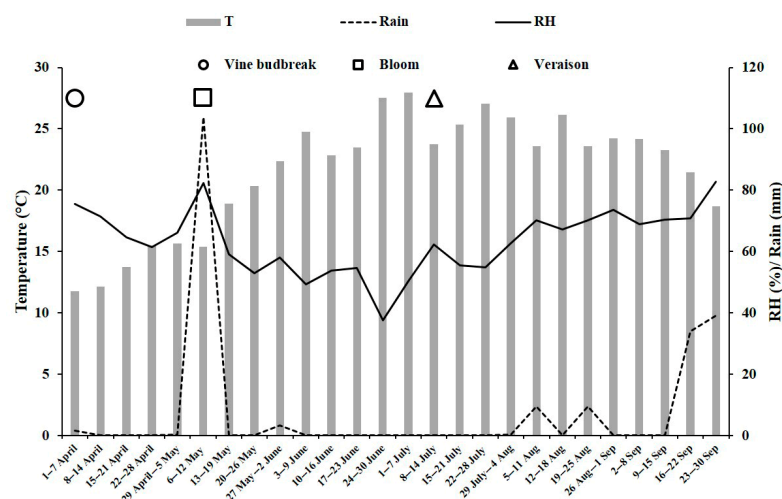 T Rain RH
Vine budbreak Bloom Veraison
30 120
25 100
20 80
15 60
10 40
5 20
0 0
Temperature (°C)
RH (%)/ Rain (mm)
1–7 April
8–14 April
15–21 April
22–28 April
29 April–5 May
6–12 May
13–19 May
20–26 May
27 May–2 June
3–9 June
10–16 June
17–23 June
24–30 June
1–7 July
8–14 July
15–21 July
22–28 July
29 July–4 Aug
5–11 Aug
12–18 Aug
19–25 Aug
26 Aug–1 Sep
2–8 Sep
9–15 Sep
16–22 Sep
23–30 Sep